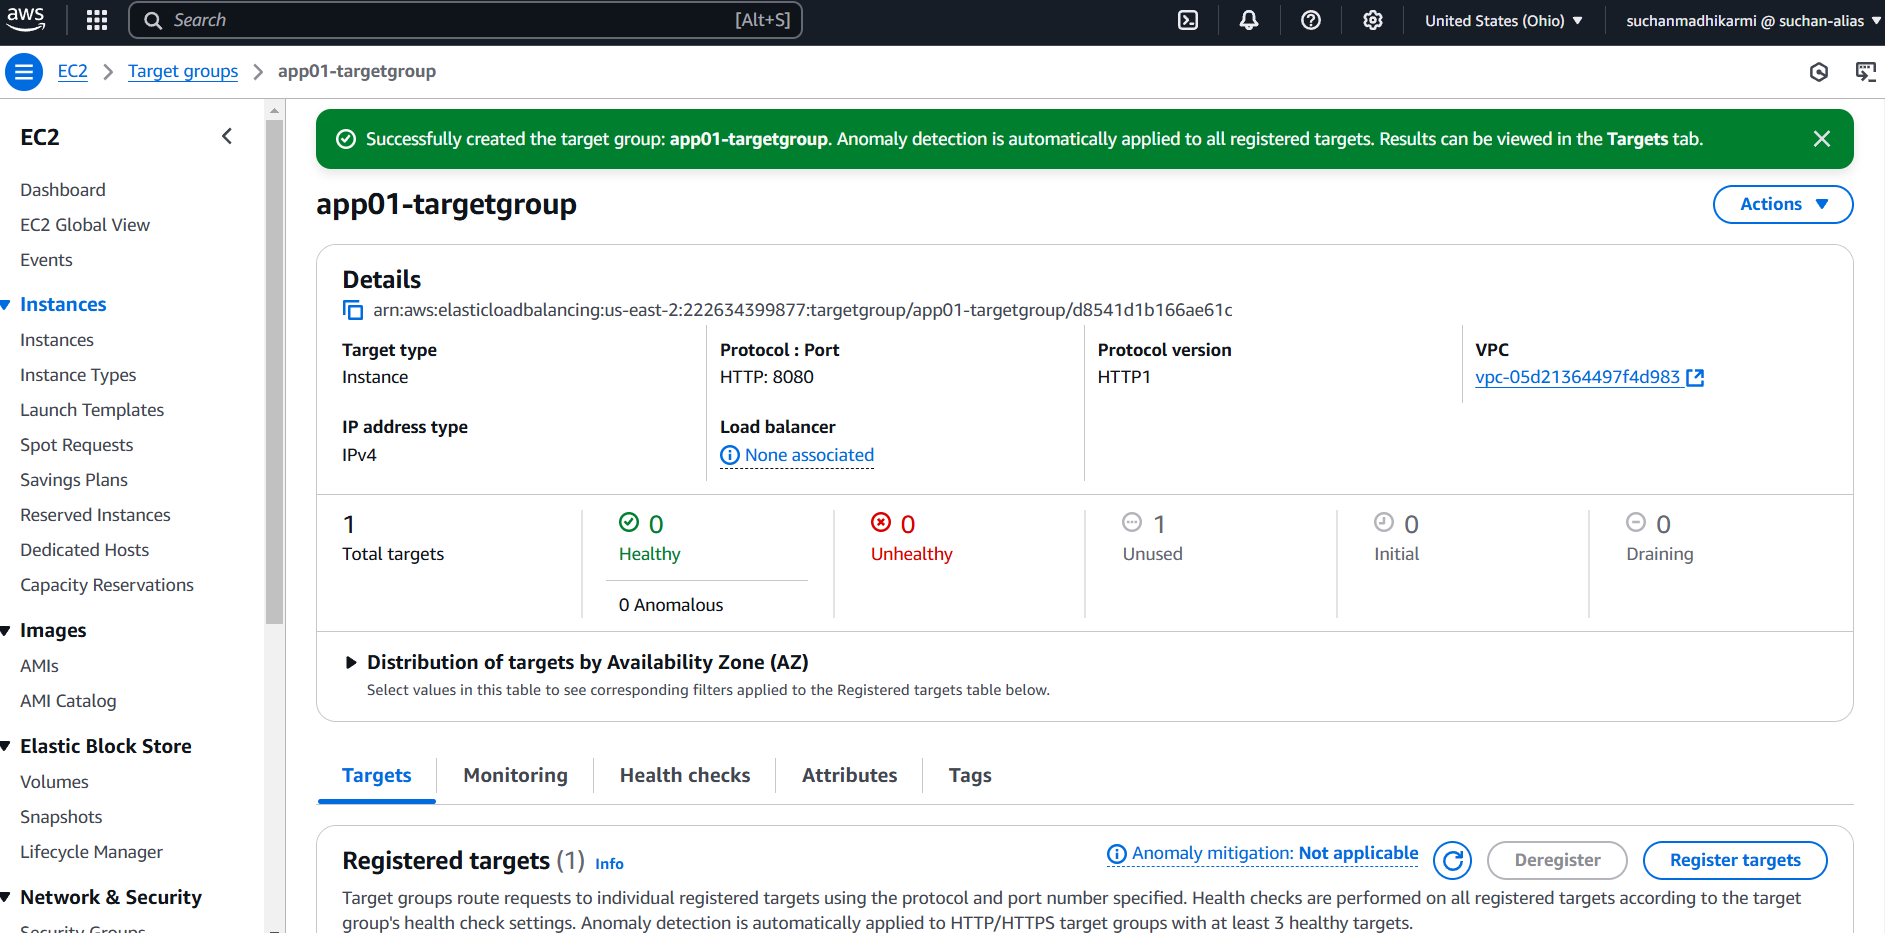 aws
Search [Alt+S]
United States (Ohio)
suchanmadhikarmi @ suchan-alias
EC2 Target groups app01-targetgroup
EC2
Dashboard
EC2 Global View
Events
Instances
Instances
Instance Types
Launch Templates
Spot Requests
Savings Plans
Reserved Instances
Dedicated Hosts
Capacity Reservations
Images
AMIs
AMI Catalog
Elastic Block Store
Volumes
Snapshots
Lifecycle Manager
Network & Security
Security Groups
Successfully created the target group: app01-targetgroup. Anomaly detection is automatically applied to all registered targets. Results can be viewed in the Targets tab.
app01-targetgroup
Actions
Details
arn:aws:elasticloadbalancing:us-east-2:222634399877:targetgroup/app01-targetgroup/d8541d1b166ae61c
Target type
Instance
Protocol : Port
HTTP: 8080
Protocol version
HTTP1
VPC
vpc-05d21364497f4d983
IP address type
IPv4
Load balancer
None associated
1
Total targets
0
Healthy
0 Anomalous
0
Unhealthy
1
Unused
0
Initial
0
Draining
Distribution of targets by Availability Zone (AZ)
Select values in this table to see corresponding filters applied to the Registered targets table below.
Targets
Monitoring
Health checks
Attributes
Tags
Registered targets (1) Info
Anomaly mitigation: Not applicable
Deregister
Register targets
Target groups route requests to individual registered targets using the protocol and port number specified. Health checks are performed on all registered targets according to the target
group's health check settings. Anomaly detection is automatically applied to HTTP/HTTPS target groups with at least 3 healthy targets.